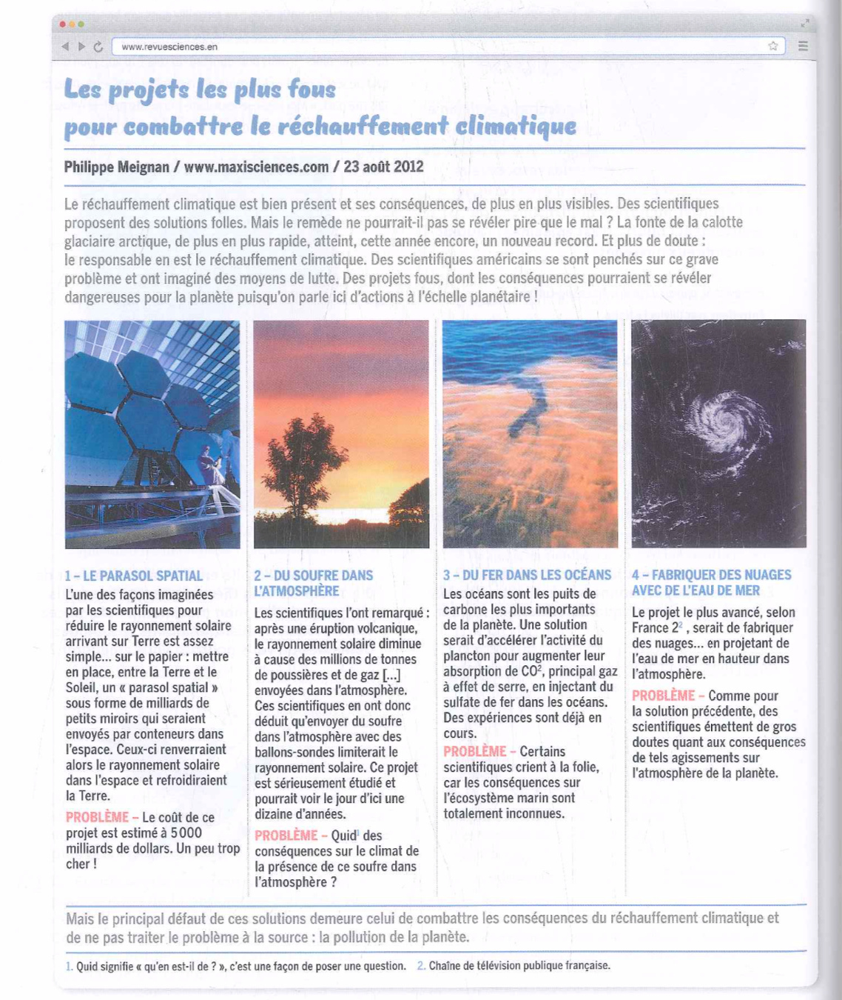 www.revuesciences.en
Les projets les plus fous
pour combattre le réchauffement climatique
Philippe Meignan / www.maxisciences.com / 23 août 2012
Le réchauffement climatique est bien présent et ses conséquences, de plus en plus visibles. Des scientifiques
proposent des solutions folles. Mais le remède ne pourrait-il pas se révéler pire que le mal ? La fonte de la calotte
glaciaire arctique, de plus en plus rapide, atteint, cette année encore, un nouveau record. Et plus de doute :
le responsable en est le réchauffement climatique. Des scientifiques américains se sont penchés sur ce grave
problème et ont imaginé des moyens de lutte. Des projets fous, dont les conséquences pourraient se révéler
dangereuses pour la planète puisqu'on parle ici d'actions à l'échelle planétaire !
1 – LE PARASOL SPATIAL
L'une des façons imaginées
par les scientifiques pour
réduire le rayonnement solaire
arrivant sur Terre est assez
simple... sur le papier : mettre
en place, entre la Terre et le
Soleil, un « parasol spatial »
sous forme de milliards de
petits miroirs qui seraient
envoyés par conteneurs dans
l'espace. Ceux-ci renverraient
alors le rayonnement solaire
dans l'espace et refroidiraient
la Terre.
PROBLÈME – Le coût de ce
projet est estimé à 5 000
milliards de dollars. Un peu trop
cher !
2 – DU SOUFRE DANS
L'ATMOSPHÈRE
Les scientifiques l'ont remarqué :
après une éruption volcanique,
le rayonnement solaire diminue
à cause des millions de tonnes
de poussières et de gaz [...]
envoyées dans l'atmosphère.
Ces scientifiques en ont donc
déduit qu'envoyer du soufre
dans l'atmosphère avec des
ballons-sondes limiterait le
rayonnement solaire. Ce projet
est sérieusement étudié et
pourrait voir le jour d'ici une
dizaine d'années.
PROBLÈME – Quid¹ des
conséquences sur le climat de
la présence de ce soufre dans
l'atmosphère ?
3 – DU FER DANS LES OCÉANS
Les océans sont les puits de
carbone les plus importants
de la planète. Une solution
serait d'accélérer l'activité du
plancton pour augmenter leur
absorption de CO², principal gaz
à effet de serre, en injectant du
sulfate de fer dans les océans.
Des expériences sont déjà en
cours.
PROBLÈME – Certains
scientifiques crient à la folie,
car les conséquences sur
l'écosystème marin sont
totalement inconnues.
4 – FABRIQUER DES NUAGES
AVEC DE L'EAU DE MER
Le projet le plus avancé, selon
France 2² , serait de fabriquer
des nuages... en projetant de
l'eau de mer en hauteur dans
l'atmosphère.
PROBLÈME – Comme pour
la solution précédente, des
scientifiques émettent de gros
doutes quant aux conséquences
de tels agissements sur
l'atmosphère de la planète.
Mais le principal défaut de ces solutions demeure celui de combattre les conséquences du réchauffement climatique et
de ne pas traiter le problème à la source : la pollution de la planète.
1. Quid signifie « qu'en est-il de ? », c'est une façon de poser une question. 2. Chaîne de télévision publique française.